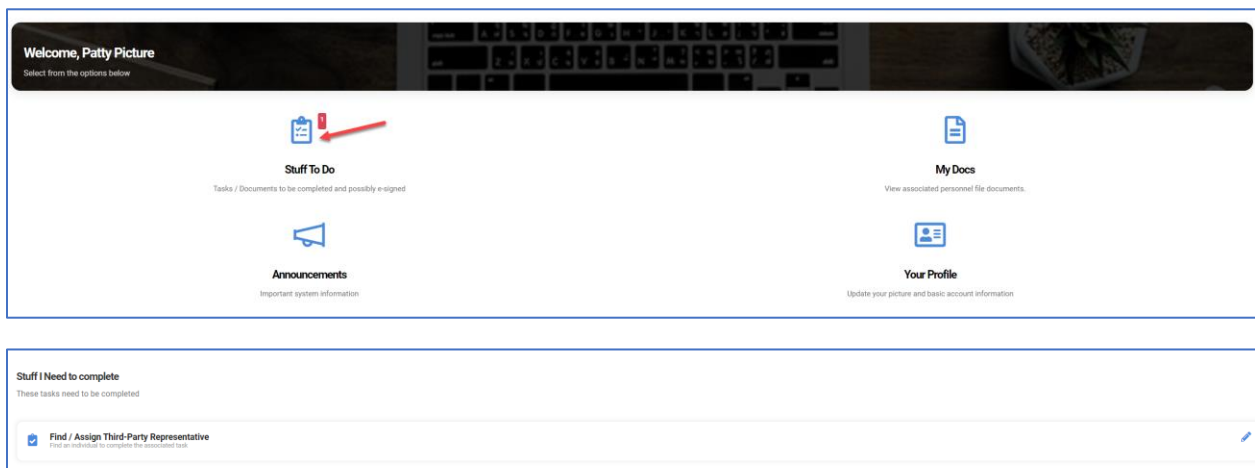 Welcome, Patty Picture
Select from the options below
1
Stuff To Do
Tasks / Documents to be completed and possibly e-signed
My Docs
View associated personnel file documents.
Announcements
Important system information
Your Profile
Update your picture and basic account information
Stuff I Need to complete
These tasks need to be completed
Find / Assign Third-Party Representative
Find an individual to complete the associated task